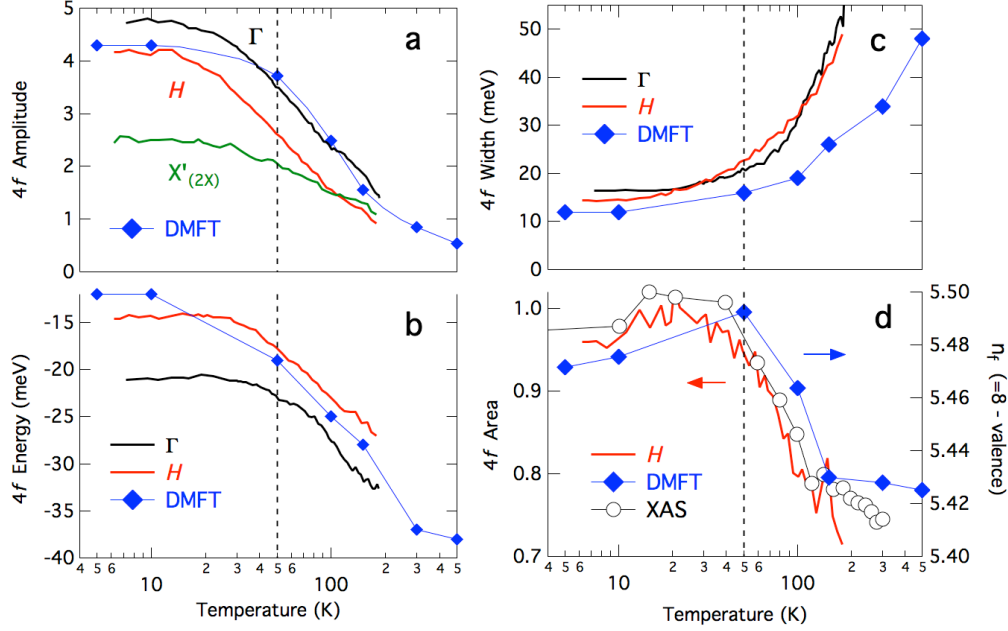 5
4
3
2
1
0
4f Amplitude
a
Γ
H
X'(2X)
DMFT
50
40
30
20
10
0
4f Width (meV)
c
Γ
H
DMFT
-15
-20
-25
-30
-35
-40
4f Energy (meV)
b
Γ
H
DMFT
4 5 6 10 2 3 4 5 6 100 2 3 4 5
Temperature (K)
1.0
0.9
0.8
0.7
4f Area
d
H
DMFT
XAS
5.50
5.48
5.46
5.44
5.42
5.40
nf (=8 - valence)
4 5 6 10 2 3 4 5 6 100 2 3 4 5
Temperature (K)